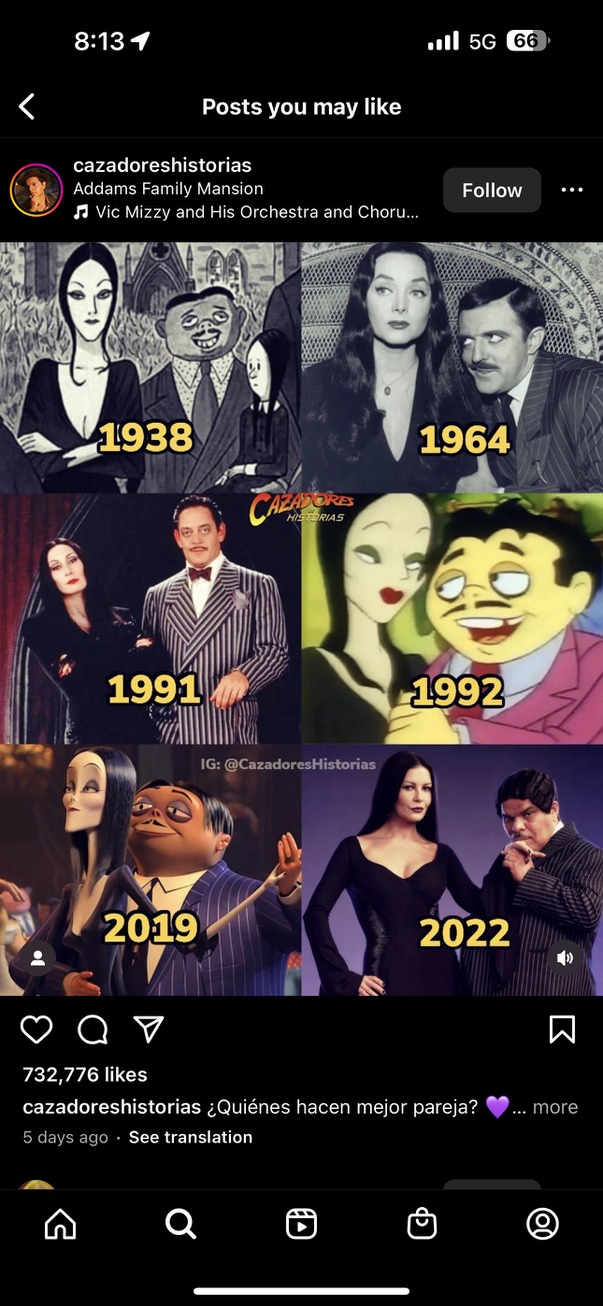 8:13
5G
66
Posts you may like
cazadoreshistorias
Addams Family Mansion
Vic Mizzy and His Orchestra and Choru...
Follow
1938
1964
CAZADORES
HISTORIAS
1991
1992
IG: @CazadoresHistorias
2019
2022
732,776 likes
cazadoreshistorias ¿Quiénes hacen mejor pareja? 💜... more
5 days ago · See translation